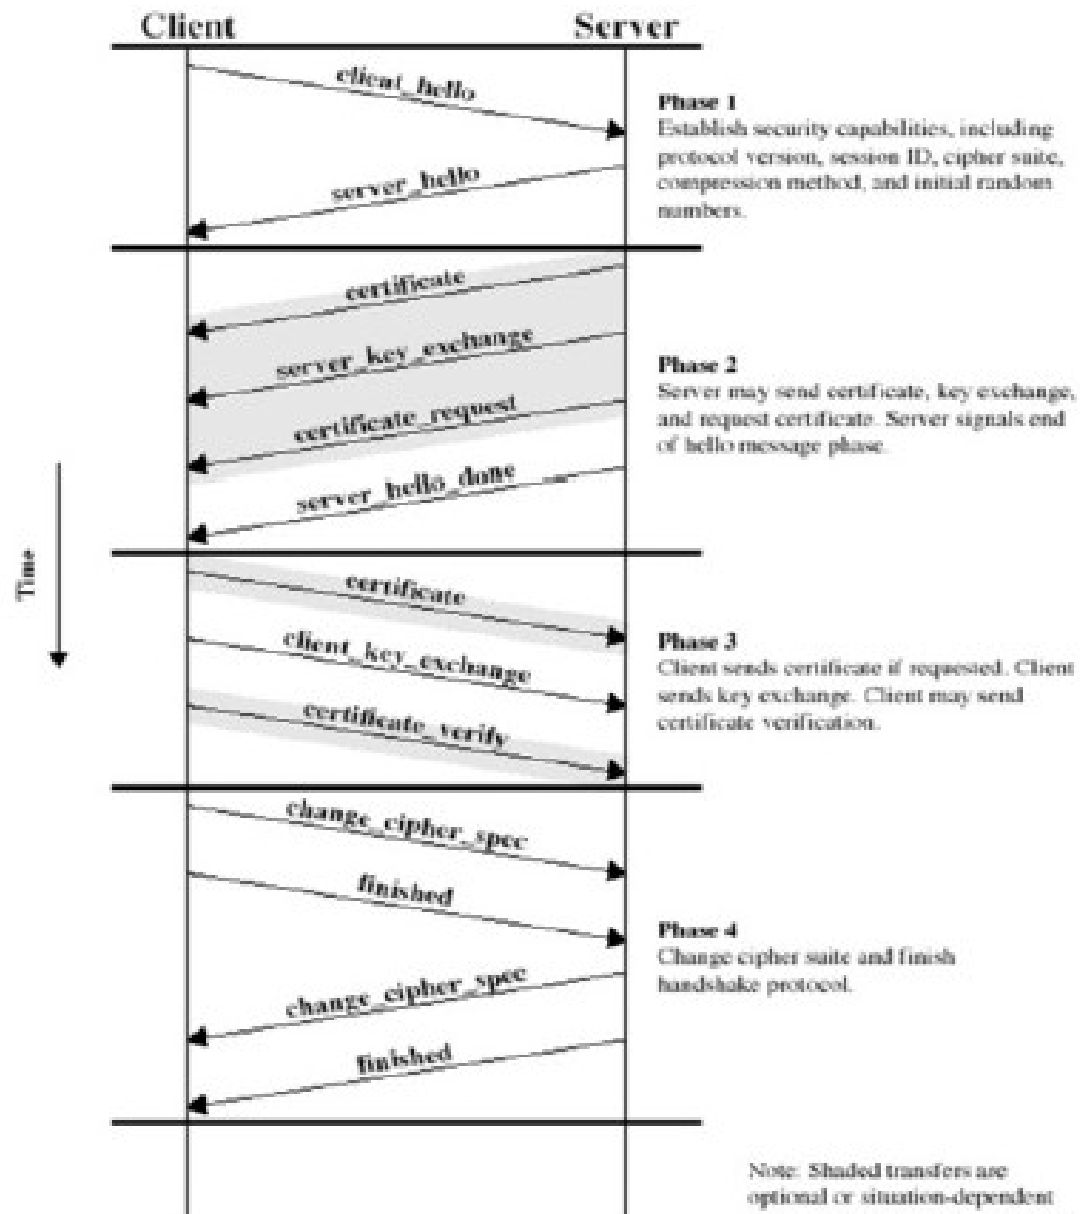 Client
Server
client_hello
server_hello
Phase 1
Establish security capabilities, including
protocol version, session ID, cipher suite,
compression method, and initial random
numbers.
certificate
server_key_exchange
certificate_request
server_hello_done
Phase 2
Server may send certificate, key exchange,
and request certificate. Server signals end
of hello message phase.
Time
certificate
client_key_exchange
certificate_verify
Phase 3
Client sends certificate if requested. Client
sends key exchange. Client may send
certificate verification.
change_cipher_spec
finished
change_cipher_spec
finished
Phase 4
Change cipher suite and finish
handshake protocol.
Note: Shaded transfers are
optional or situation-dependent